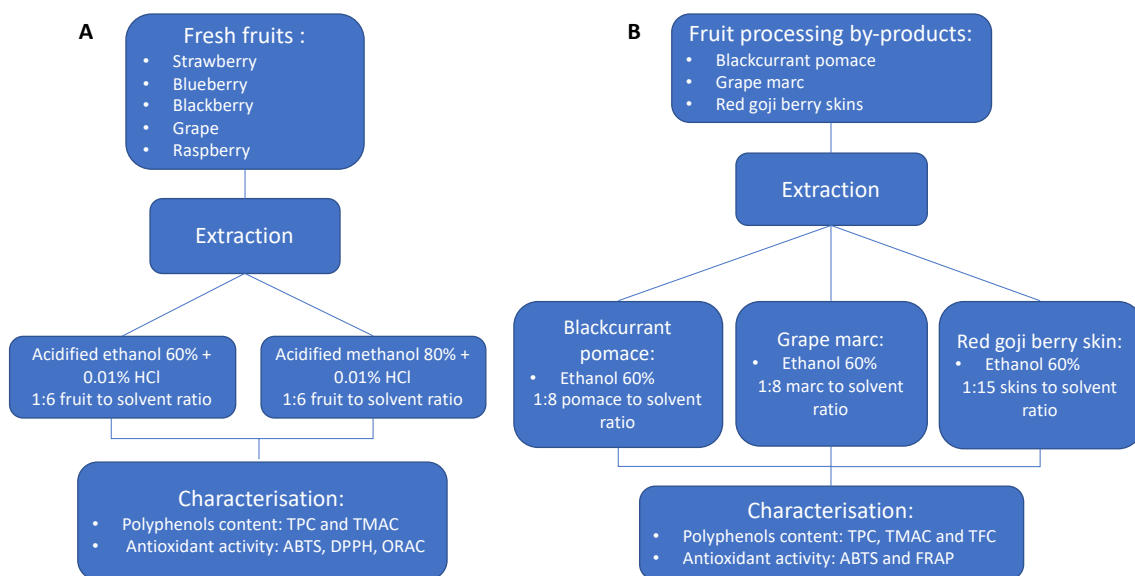 A
Fresh fruits :
• Strawberry
• Blueberry
• Blackberry
• Grape
• Raspberry
Extraction
Acidified ethanol 60% +
0.01% HCl
1:6 fruit to solvent ratio
Acidified methanol 80% +
0.01% HCl
1:6 fruit to solvent ratio
Characterisation:
• Polyphenols content: TPC and TMAC
• Antioxidant activity: ABTS, DPPH, ORAC
B
Fruit processing by-products:
• Blackcurrant pomace
• Grape marc
• Red goji berry skins
Extraction
Blackcurrant
pomace:
• Ethanol 60%
1:8 pomace to solvent
ratio
Grape marc:
• Ethanol 60%
1:8 marc to solvent
ratio
Red goji berry skin:
• Ethanol 60%
1:15 skins to solvent
ratio
Characterisation:
• Polyphenols content: TPC, TMAC and TFC
• Antioxidant activity: ABTS and FRAP